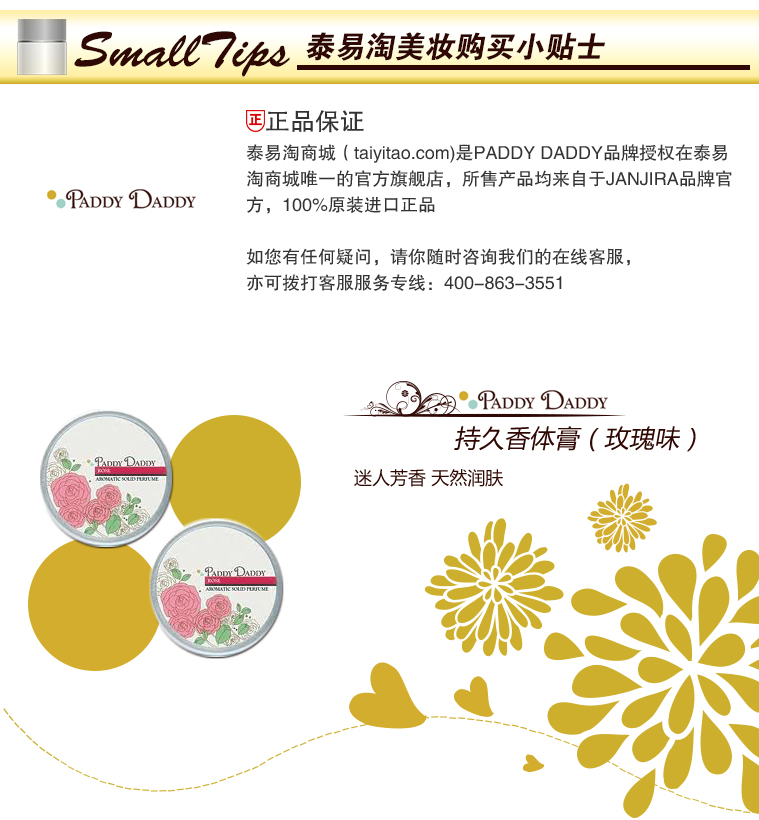 Small Tips 泰易淘美妆购买小贴士
正 正品保证
泰易淘商城（taiyitao.com)是PADDY DADDY品牌授权在泰易
淘商城唯一的官方旗舰店，所售产品均来自于JANJIRA品牌官
方，100%原装进口正品
PADDY DADDY
如您有任何疑问，请你随时咨询我们的在线客服，
亦可拨打客服服务专线：400-863-3551
PADDY DADDY
持久香体膏（玫瑰味）
迷人芳香 天然润肤
PADDY DADDY
ROSE
AROMATIC SOLID PERFUME
PADDY DADDY
ROSE
AROMATIC SOLID PERFUME